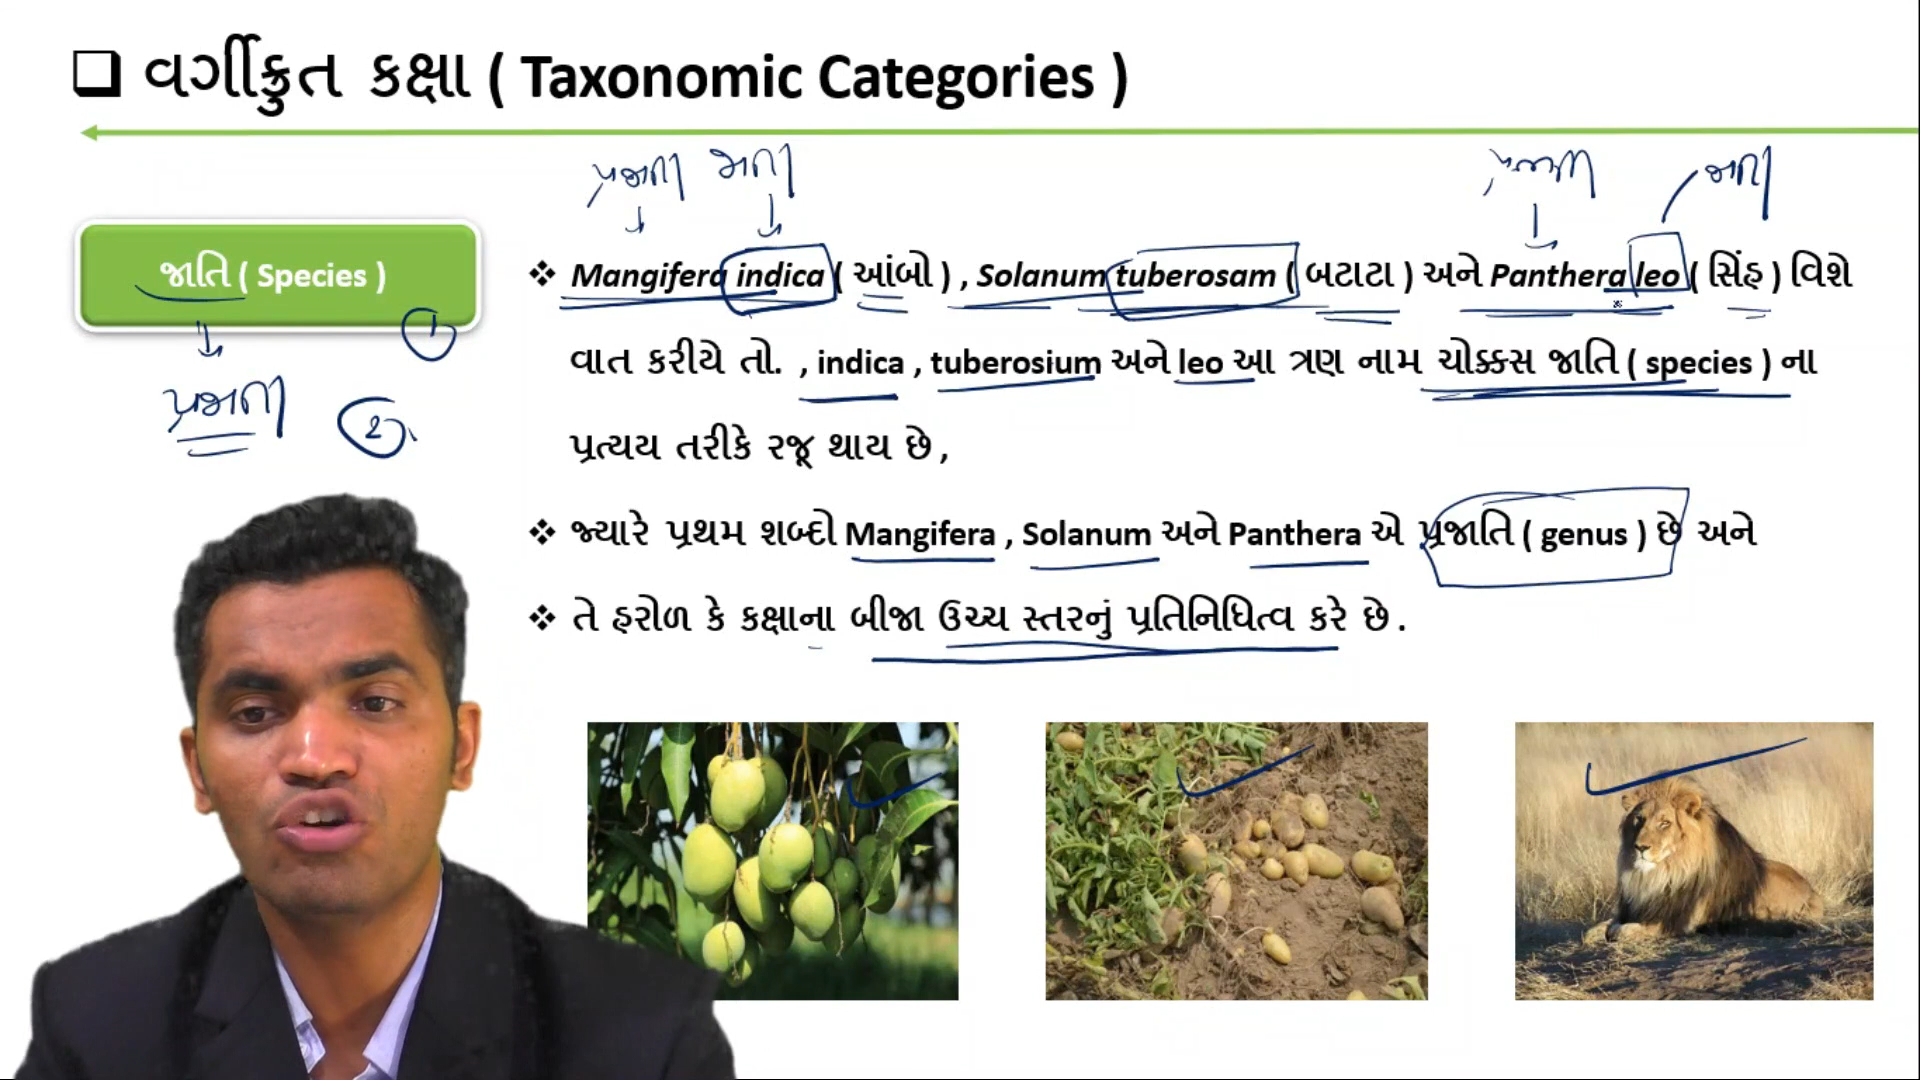 વર્ગીકૃત કક્ષા ( Taxonomic Categories )
પ્રજાતી જાતી
પ્રજાતી
જાતી
જાતિ ( Species )
❖ Mangifera indica ( આંબો ) , Solanum tuberosam ( બટાટા ) અને Panthera leo ( સિંહ ) વિશે
વાત કરીયે તો. , indica , tuberosium અને leo આ ત્રણ નામ ચોક્કસ જાતિ ( species ) ના
પ્રત્યય તરીકે રજૂ થાય છે ,
1
પ્રજાતી
2
❖ જ્યારે પ્રથમ શબ્દો Mangifera , Solanum અને Panthera એ પ્રજાતિ ( genus ) છે અને
❖ તે હરોળ કે કક્ષાના બીજા ઉચ્ચ સ્તરનું પ્રતિનિધિત્વ કરે છે .